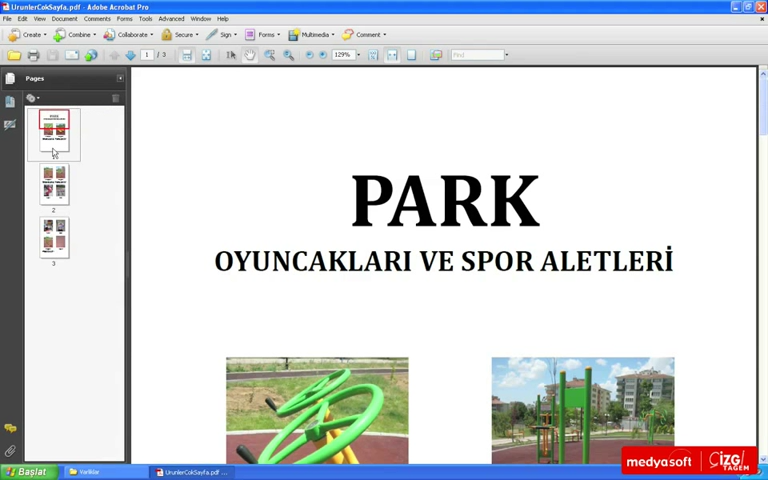 UrunlerCokSayfa.pdf - Adobe Acrobat Pro
File Edit View Document Comments Forms Tools Advanced Window Help
Create Combine Collaborate Secure Sign Forms Multimedia Comment
1 / 3 129% Find
Pages
2
3
PARK
OYUNCAKLARI VE SPOR ALETLERİ
medyasoft ÇİZGİ TAGEM
Başlat Varliklar UrunlerCokSayfa.pdf ...